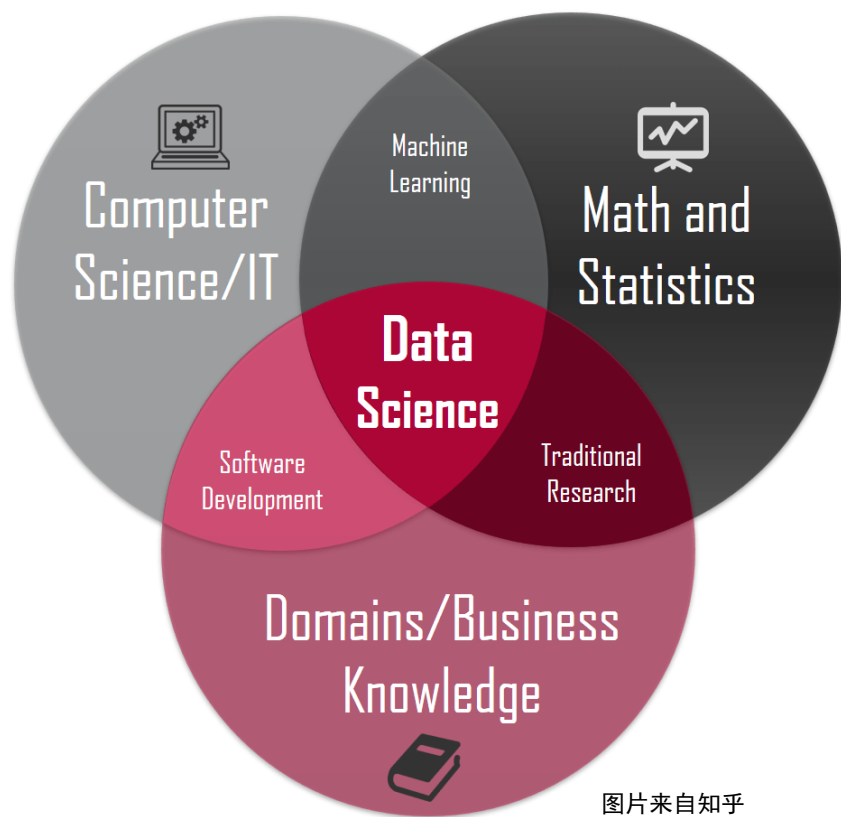 Machine
Learning
Computer
Science/IT
Math and
Statistics
Data
Science
Software
Development
Traditional
Research
Domains/Business
Knowledge
图片来自知乎